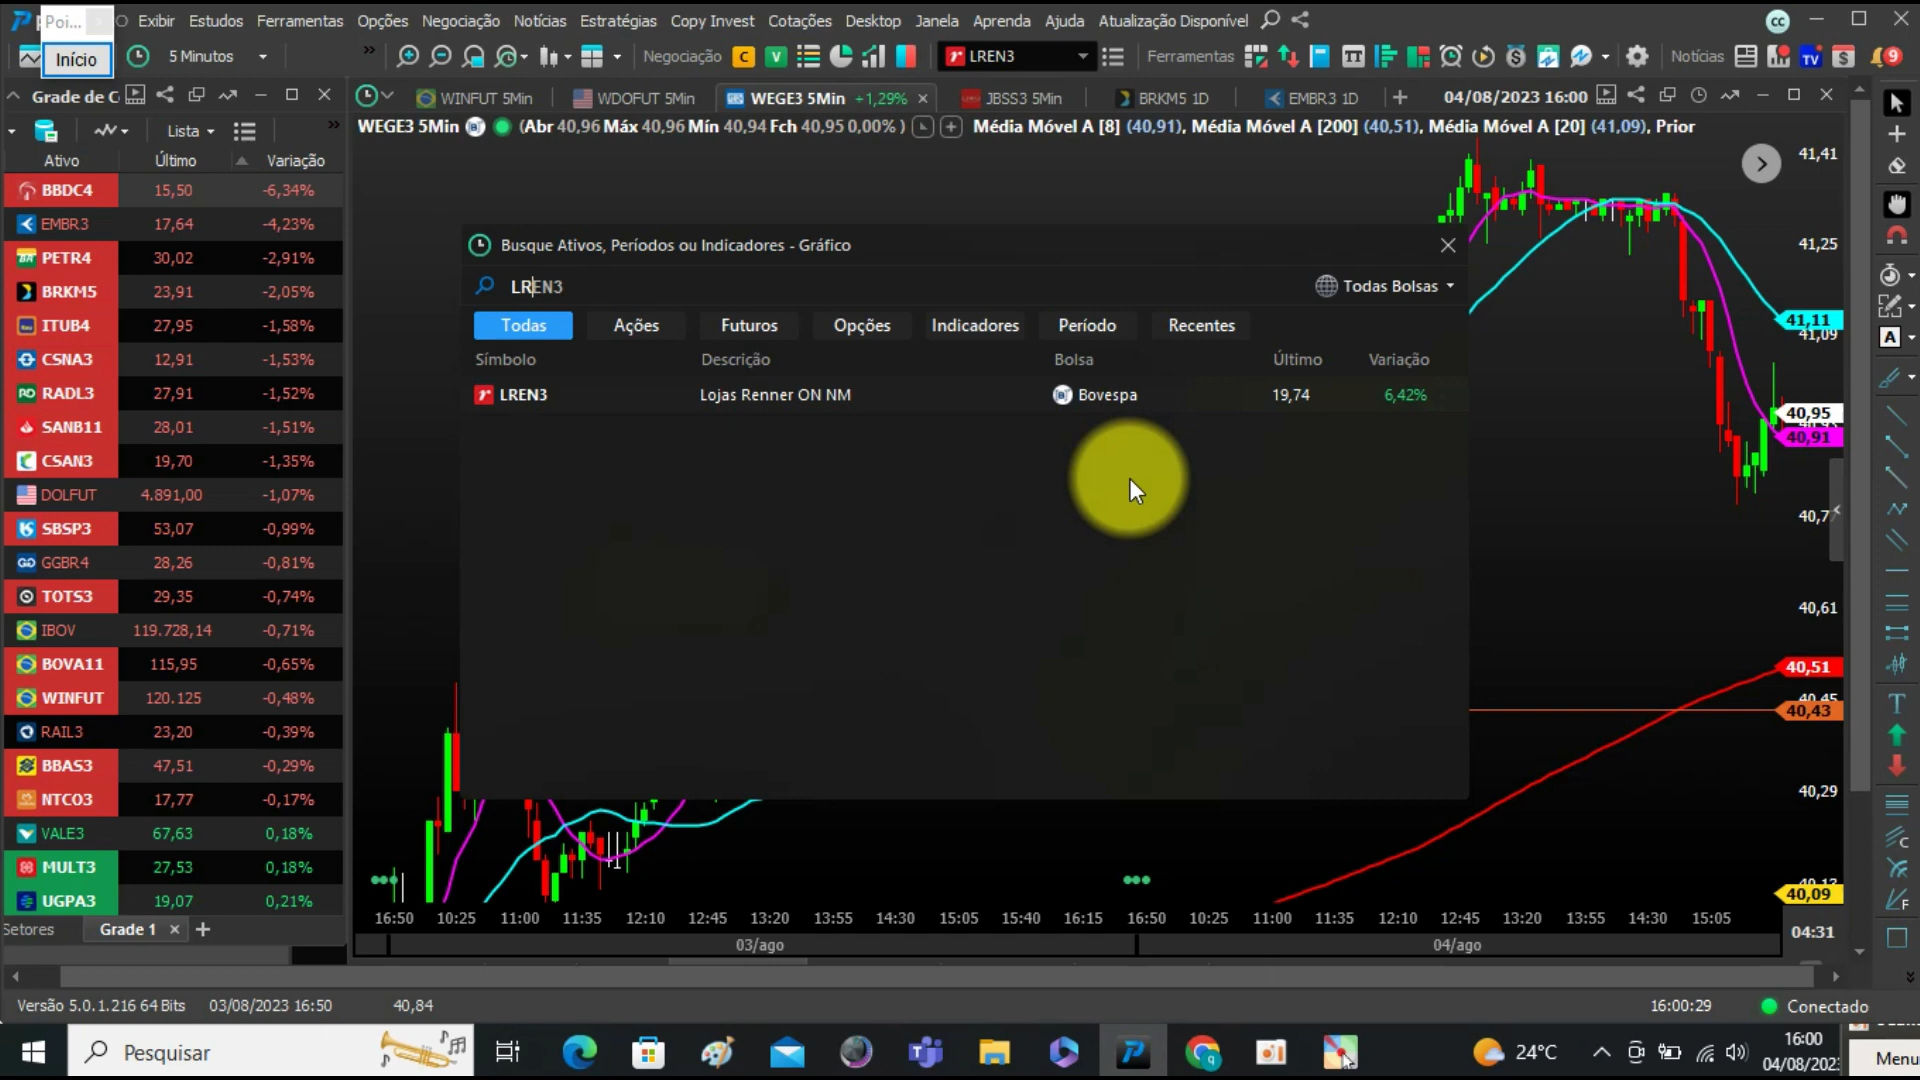 Poi...
Início
Exibir Estudos Ferramentas Opções Negociação Notícias Estratégias Copy Invest Cotações Desktop Janela Aprenda Ajuda Atualização Disponível
CC
5 Minutos
Negociação C V
LREN3
Ferramentas
Notícias
TV
9
Grade de C
WINFUT 5Min
WDOFUT 5Min
WEGE3 5Min +1,29%
JBSS3 5Min
BRKM5 1D
EMBR3 1D
04/08/2023 16:00
Lista
WEGE3 5Min (Abr 40,96 Máx 40,96 Mín 40,94 Fch 40,95 0,00% ) Média Móvel A [8] (40,91), Média Móvel A [200] (40,51), Média Móvel A [20] (41,09), Prior
Ativo Último Variação
BBDC4 15,50 -6,34%
EMBR3 17,64 -4,23%
PETR4 30,02 -2,91%
BRKM5 23,91 -2,05%
ITUB4 27,95 -1,58%
CSNA3 12,91 -1,53%
RADL3 27,91 -1,52%
SANB11 28,01 -1,51%
CSAN3 19,70 -1,35%
DOLFUT 4.891,00 -1,07%
SBSP3 53,07 -0,99%
GGBR4 28,26 -0,81%
TOTS3 29,35 -0,74%
IBOV 119.728,14 -0,71%
BOVA11 115,95 -0,65%
WINFUT 120.125 -0,48%
RAIL3 23,20 -0,39%
BBAS3 47,51 -0,29%
NTCO3 17,77 -0,17%
VALE3 67,63 0,18%
MULT3 27,53 0,18%
UGPA3 19,07 0,21%
Setores Grade 1
Busque Ativos, Períodos ou Indicadores - Gráfico
LREN3
Todas Bolsas
Todas Ações Futuros Opções Indicadores Período Recentes
Símbolo Descrição Bolsa Último Variação
LREN3 Lojas Renner ON NM Bovespa 19,74 6,42%
41,41
41,25
41,11
41,09
40,95
40,91
40,61
40,51
40,45
40,43
40,29
40,09
16:50 10:25 11:00 11:35 12:10 12:45 13:20 13:55 14:30 15:05 15:40 16:15 16:50 10:25 11:00 11:35 12:10 12:45 13:20 13:55 14:30 15:05
04:31
03/ago 04/ago
Versão 5.0.1.216 64 Bits 03/08/2023 16:50 40,84
16:00:29 Conectado
Pesquisar
24°C
16:00
04/08/202
Menu